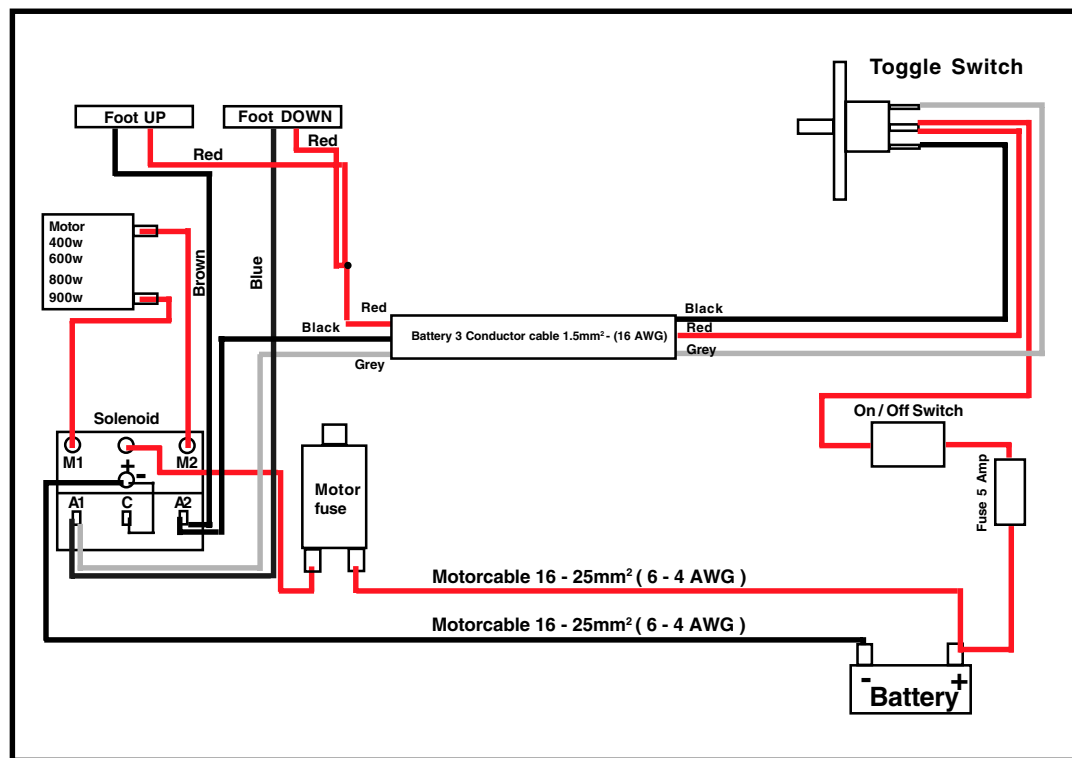 Toggle Switch
Foot UP
Foot DOWN
Red
Red
Motor
400w
600w
800w
900w
Brown
Blue
Red
Black
Grey
Battery 3 Conductor cable 1.5mm² - (16 AWG)
Black
Red
Grey
Solenoid
M1
+
-
M2
A1
C
A2
Motor
fuse
On / Off Switch
Fuse 5 Amp
Motorcable 16 - 25mm² ( 6 - 4 AWG )
Motorcable 16 - 25mm² ( 6 - 4 AWG )
- +
Battery